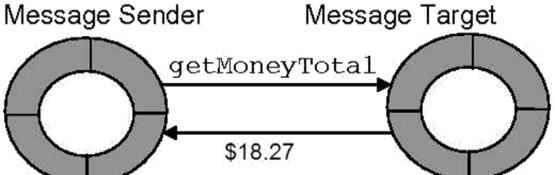 Message Sender
Message Target
getMoneyTotal
$18.27